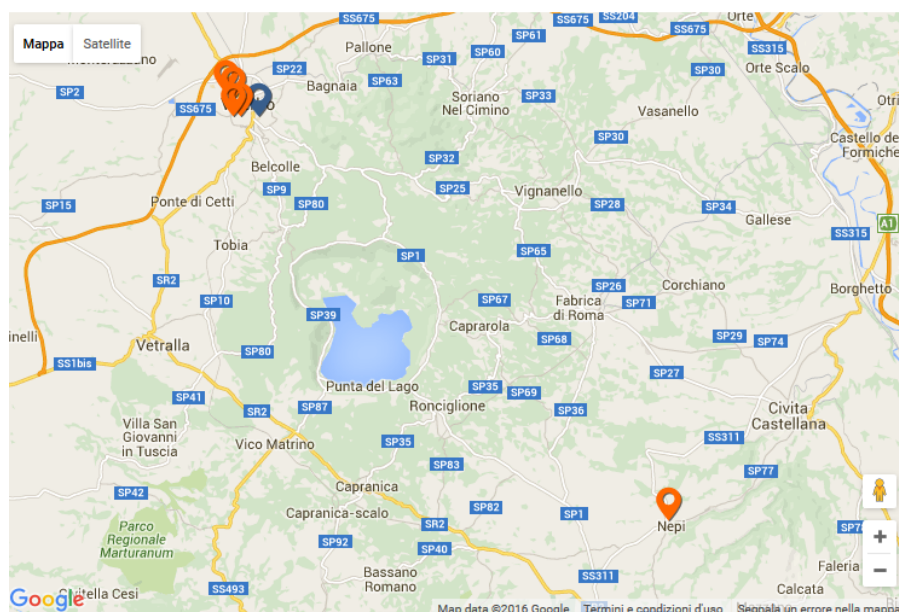 Mappa
Satellite
SS675
SS204
SS675
Orte
SP61
SS315
Pallone
SP60
SP31
SP22
SP30
Orte Scalo
SP2
Bagnaia
SP63
Soriano
Nel Cimino
SP33
SS675
Vasanello
SP30
Castello delle
Formiche
Belcolle
SP32
SP9
SP25
Vignanello
SP15
Ponte di Cetti
SP80
SP28
SP34
Gallese
A1
SS315
Tobia
SP1
SP65
SR2
SP26
Corchiano
Borghetto
SP10
SP67
Fabrica
di Roma
SP71
SP39
Caprarola
SP29
SP68
SP74
Vetralla
SP80
SS1bis
SP27
Punta del Lago
SP35
SP69
SP41
SP87
Ronciglione
SP36
Civita
Castellana
SR2
Villa San
Giovanni
in Tuscia
Vico Matrino
SP35
SS311
SP83
SP77
SP42
Capranica
Capranica-scalo
SP82
SP1
Nepi
SR2
Parco
Regionale
Marturanum
SP92
SP40
Bassano
Romano
SS311
Faleria
SS493
Calcata
Google
Map data ©2016 Google
Termini e condizioni d'uso
Segnala un errore nella mappa